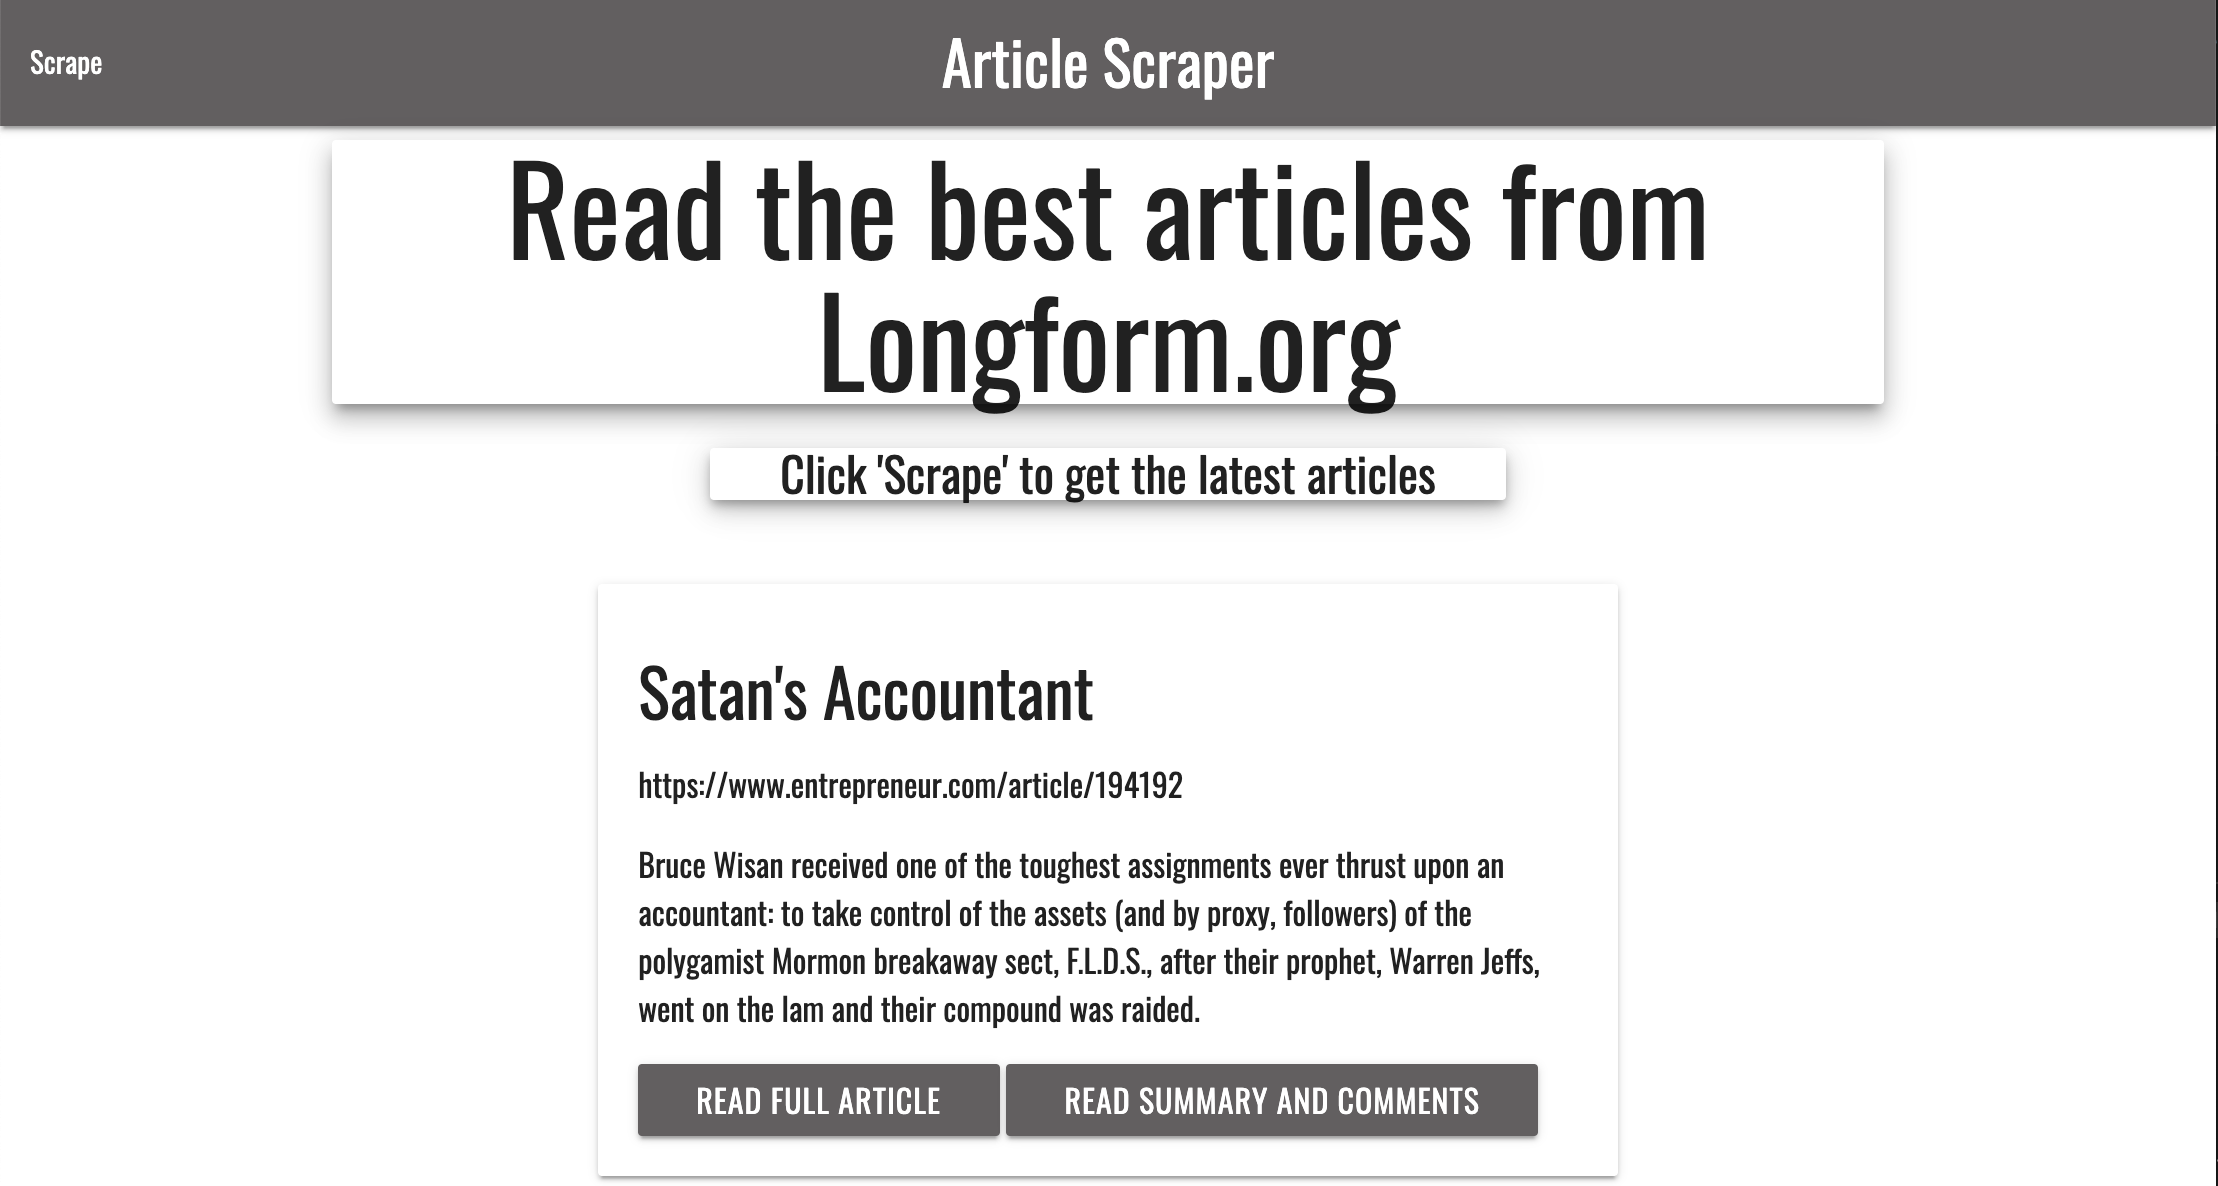 Scrape
Article Scraper
Read the best articles from
Longform.org
Click 'Scrape' to get the latest articles
Satan's Accountant
https://www.entrepreneur.com/article/194192
Bruce Wisan received one of the toughest assignments ever thrust upon an
accountant: to take control of the assets (and by proxy, followers) of the
polygamist Mormon breakaway sect, F.L.D.S., after their prophet, Warren Jeffs,
went on the lam and their compound was raided.
READ FULL ARTICLE
READ SUMMARY AND COMMENTS